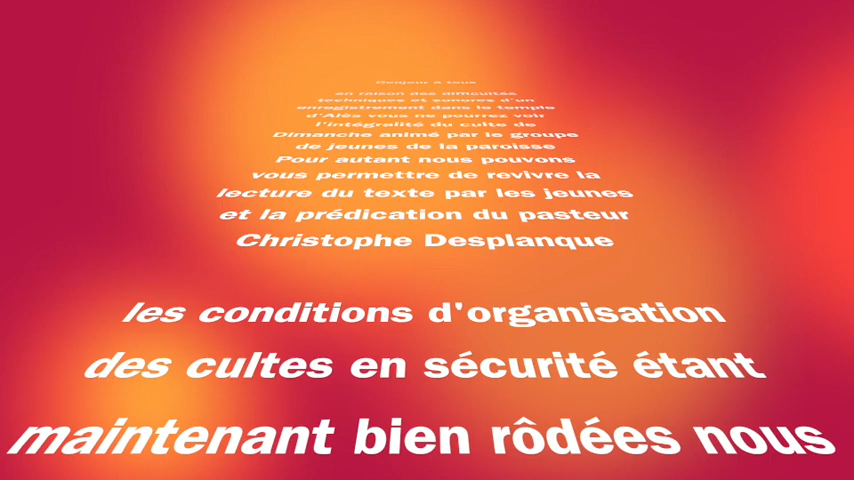 Bonjour A tous
en raison des difficultés
techniques et sonores d'un
enregistrement dans le temple
d'Alès vous ne pourrez voir
l'intégralité du culte de
Dimanche animé par le groupe
de jeunes de la paroisse
Pour autant nous pouvons
vous permettre de revivre la
lecture du texte par les jeunes
et la prédication du pasteur
Christophe Desplanque
les conditions d'organisation
des cultes en sécurité étant
maintenant bien rôdées nous